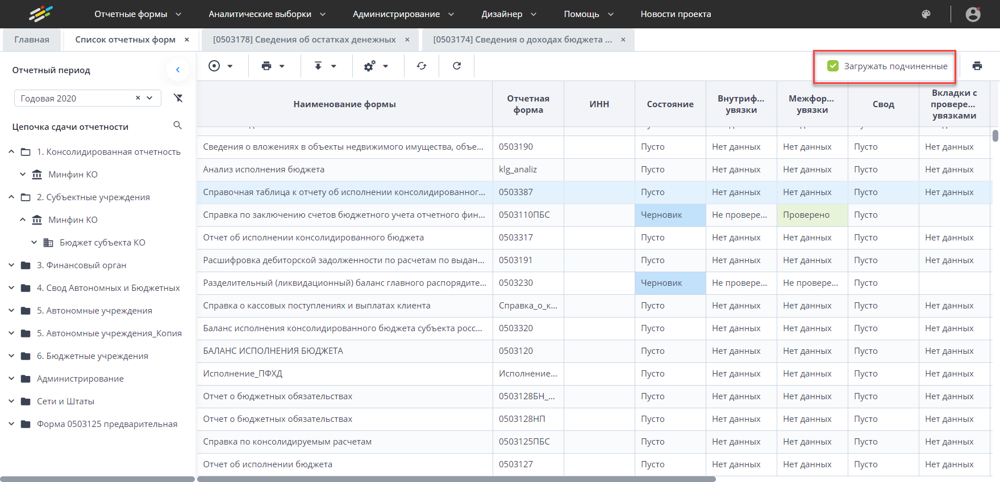 Отчетные формы
Аналитические выборки
Администрирование
Дизайнер
Помощь
Новости проекта
Главная
Список отчетных форм ×
[0503178] Сведения об остатках денежных ×
[0503174] Сведения о доходах бюджета ... ×
Отчетный период
Годовая 2020 ×
Цепочка сдачи отчетности
1. Консолидированная отчетность
Минфин КО
2. Субъектные учреждения
Минфин КО
Бюджет субъекта КО
3. Финансовый орган
4. Свод Автономных и Бюджетных
5. Автономные учреждения
5. Автономные учреждения_Копия
6. Бюджетные учреждения
Администрирование
Сети и Штаты
Форма 0503125 предварительная
Загружать подчиненные
Наименование формы
Отчетная
форма
ИНН
Состояние
Внутриф...
увязки
Межфор...
увязки
Свод
Вкладки с
провере...
увязками
Сведения о вложениях в объекты недвижимого имущества, объе... 0503190 Пусто Нет данных Нет данных Пусто Нет данных
Анализ исполнения бюджета klg_analiz Пусто Нет данных Нет данных Пусто Нет данных
Справочная таблица к отчету об исполнении консолидированног... 0503387 Пусто Нет данных Нет данных Пусто Нет данных
Справка по заключению счетов бюджетного учета отчетного фин... 0503110ПБС Черновик Не провере... Проверено Пусто
Отчет об исполнении консолидированного бюджета 0503317 Пусто Нет данных Нет данных Пусто Нет данных
Расшифровка дебиторской задолженности по расчетам по выдан... 0503191 Пусто Нет данных Нет данных Пусто Нет данных
Разделительный (ликвидационный) баланс главного распорядите... 0503230 Черновик Не провере... Не провере... Пусто
Справка о кассовых поступлениях и выплатах клиента Справка_о_к... Пусто Нет данных Нет данных Пусто Нет данных
Баланс исполнения консолидированного бюджета субъекта росс... 0503320 Пусто Нет данных Нет данных Пусто Нет данных
БАЛАНС ИСПОЛНЕНИЯ БЮДЖЕТА 0503120 Пусто Нет данных Нет данных Пусто Нет данных
Исполнение_ПФХД Исполнение... Пусто Нет данных Нет данных Пусто Нет данных
Отчет о бюджетных обязательствах 0503128БН_... Пусто Нет данных Нет данных Пусто Нет данных
Отчет о бюджетных обязательствах 0503128НП Пусто Нет данных Нет данных Пусто Нет данных
Справка по консолидируемым расчетам 0503125ПБС Пусто Нет данных Нет данных Пусто Нет данных
Отчет об исполнении бюджета 0503127 Пусто Нет данных Нет данных Пусто Нет данных